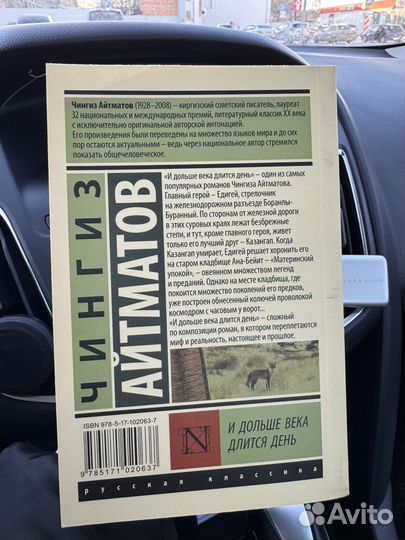 Чингиз Айтматов (1928–2008) – киргизский советский писатель, лауреат
32 национальных и международных премий, литературный классик XX века
с исключительно оригинальной авторской интонацией.
Его произведения были переведены на множество языков мира и до сих
пор остаются актуальными – ведь через национальное автор стремился
показать общечеловеческое.
ЧИНГИЗ
АЙТМАТОВ
«И дольше века длится день» – один из самых
популярных романов Чингиза Айтматова.
Главный герой – Едигей, стрелочник
на железнодорожном разъезде Боранлы-
Буранный. По сторонам от железной дороги
в этих суровых краях лежат безбрежные
степи, и тут, кроме главного героя, живет
только его лучший друг – Казангап. Когда
Казангап умирает, Едигей решает хоронить его
на старом кладбище Ана-Бейит – «Материнский
упокой», – овеянном множеством легенд
и преданий. Однако на месте кладбища, где
покоится множество поколений его предков,
уже построен обнесенный колючей проволокой
космодром с часовым у ворот...
«И дольше века длится день» – сложный
по композиции роман, в котором переплетаются
миф и реальность, настоящее и прошлое.
ISBN 978-5-17-102063-7
9 785171 020637
N
И ДОЛЬШЕ ВЕКА
ДЛИТСЯ ДЕНЬ
русская классика
Avito